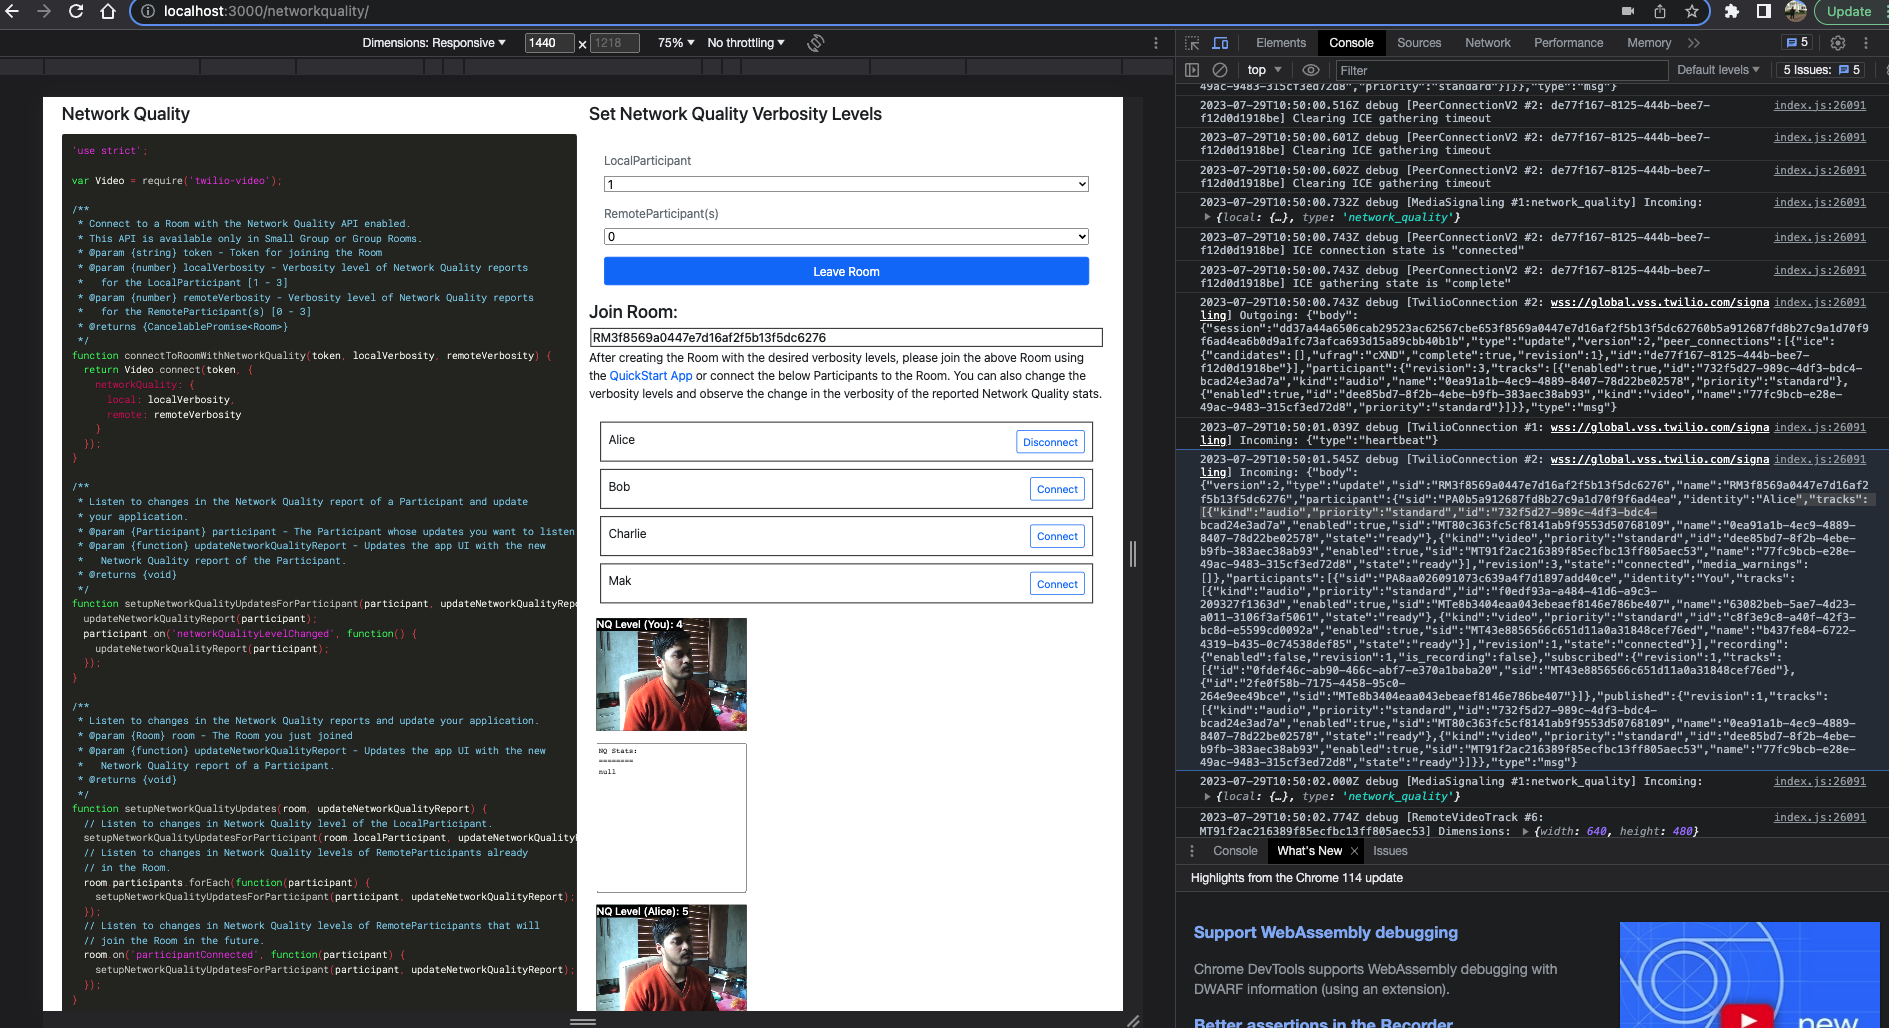 localhost:3000/networkquality/
Update
Dimensions: Responsive
1440 x 1218
75%
No throttling
Elements
Console
Sources
Network
Performance
Memory
5
top
Filter
Default levels
5 Issues: 5
Network Quality
'use strict';
var Video = require('twilio-video');
/**
* Connect to a Room with the Network Quality API enabled.
* This API is available only in Small Group or Group Rooms.
* @param {string} token - Token for joining the Room
* @param {number} localVerbosity - Verbosity level of Network Quality reports
*   for the LocalParticipant [1 - 3]
* @param {number} remoteVerbosity - Verbosity level of Network Quality reports
*   for the RemoteParticipant(s) [0 - 3]
* @returns {CancelablePromise<Room>}
*/
function connectToRoomWithNetworkQuality(token, localVerbosity, remoteVerbosity) {
return Video.connect(token, {
networkQuality: {
local: localVerbosity,
remote: remoteVerbosity
}
});
}
/**
* Listen to changes in the Network Quality report of a Participant and update
* your application.
* @param {Participant} participant - The Participant whose updates you want to listen
* @param {function} updateNetworkQualityReport - Updates the app UI with the new
*   Network Quality report of the Participant.
* @returns {void}
*/
function setupNetworkQualityUpdatesForParticipant(participant, updateNetworkQualityRepo
updateNetworkQualityReport(participant);
participant.on('networkQualityLevelChanged', function() {
updateNetworkQualityReport(participant);
});
}
/**
* Listen to changes in the Network Quality reports and update your application.
* @param {Room} room - The Room you just joined
* @param {function} updateNetworkQualityReport - Updates the app UI with the new
*   Network Quality report of a Participant.
* @returns {void}
*/
function setupNetworkQualityUpdates(room, updateNetworkQualityReport) {
// Listen to changes in Network Quality level of the LocalParticipant.
setupNetworkQualityUpdatesForParticipant(room.localParticipant, updateNetworkQualityR
// Listen to changes in Network Quality levels of RemoteParticipants already
// in the Room.
room.participants.forEach(function(participant) {
setupNetworkQualityUpdatesForParticipant(participant, updateNetworkQualityReport);
});
// Listen to changes in Network Quality levels of RemoteParticipants that will
// join the Room in the future.
room.on('participantConnected', function(participant) {
setupNetworkQualityUpdatesForParticipant(participant, updateNetworkQualityReport);
});
}
Set Network Quality Verbosity Levels
LocalParticipant
1
RemoteParticipant(s)
0
Leave Room
Join Room:
RM3f8569a0447e7d16af2f5b13f5dc6276
After creating the Room with the desired verbosity levels, please join the above Room using
the QuickStart App or connect the below Participants to the Room. You can also change the
verbosity levels and observe the change in the verbosity of the reported Network Quality stats.
Alice Disconnect
Bob Connect
Charlie Connect
Mak Connect
NQ Level (You): 4
NQ Stats:
========
null
NQ Level (Alice): 5
49ac-9483-315cf3ed72d8","priority":"standard"}]}},"type":"msg"}
2023-07-29T10:50:00.516Z debug [PeerConnectionV2 #2: de77f167-8125-444b-bee7- index.js:26091
f12d0d1918be] Clearing ICE gathering timeout
2023-07-29T10:50:00.601Z debug [PeerConnectionV2 #2: de77f167-8125-444b-bee7- index.js:26091
f12d0d1918be] Clearing ICE gathering timeout
2023-07-29T10:50:00.602Z debug [PeerConnectionV2 #2: de77f167-8125-444b-bee7- index.js:26091
f12d0d1918be] Clearing ICE gathering timeout
2023-07-29T10:50:00.732Z debug [MediaSignaling #1:network_quality] Incoming: index.js:26091
{local: {…}, type: 'network_quality'}
2023-07-29T10:50:00.743Z debug [PeerConnectionV2 #2: de77f167-8125-444b-bee7- index.js:26091
f12d0d1918be] ICE connection state is "connected"
2023-07-29T10:50:00.743Z debug [PeerConnectionV2 #2: de77f167-8125-444b-bee7- index.js:26091
f12d0d1918be] ICE gathering state is "complete"
2023-07-29T10:50:00.743Z debug [TwilioConnection #2: wss://global.vss.twilio.com/signa index.js:26091
ling] Outgoing: {"body":
{"session":"dd37a44a6506cab29523ac62567cbe653f8569a0447e7d16af2f5b13f5dc62760b5a912687fd8b27c9a1d70f9
f6ad4ea6b0d9a1fc73afca693d15a89cbb40b1b","type":"update","version":2,"peer_connections":[{"ice":
{"candidates":[],"ufrag":"cXND","complete":true,"revision":1},"id":"de77f167-8125-444b-bee7-
f12d0d1918be"}],"participant":{"revision":3,"tracks":[{"enabled":true,"id":"732f5d27-989c-4df3-bdc4-
bcad24e3ad7a","kind":"audio","name":"0ea91a1b-4ec9-4889-8407-78d22be02578","priority":"standard"},
{"enabled":true,"id":"dee85bd7-8f2b-4ebe-b9fb-383aec38ab93","kind":"video","name":"77fc9bcb-e28e-
49ac-9483-315cf3ed72d8","priority":"standard"}]}},"type":"msg"}
2023-07-29T10:50:01.039Z debug [TwilioConnection #1: wss://global.vss.twilio.com/signa index.js:26091
ling] Incoming: {"type":"heartbeat"}
2023-07-29T10:50:01.545Z debug [TwilioConnection #2: wss://global.vss.twilio.com/signa index.js:26091
ling] Incoming: {"body":
{"version":2,"type":"update","sid":"RM3f8569a0447e7d16af2f5b13f5dc6276","name":"RM3f8569a0447e7d16af2
f5b13f5dc6276","participant":{"sid":"PA0b5a912687fd8b27c9a1d70f9f6ad4ea","identity":"Alice","tracks":
[{"kind":"audio","priority":"standard","id":"732f5d27-989c-4df3-bdc4-
bcad24e3ad7a","enabled":true,"sid":"MT80c363fc5cf8141ab9f9553d50768109","name":"0ea91a1b-4ec9-4889-
8407-78d22be02578","state":"ready"},{"kind":"video","priority":"standard","id":"dee85bd7-8f2b-4ebe-
b9fb-383aec38ab93","enabled":true,"sid":"MT91f2ac216389f85ecfbc13ff805aec53","name":"77fc9bcb-e28e-
49ac-9483-315cf3ed72d8","state":"ready"}],"revision":3,"state":"connected","media_warnings":
[]},"participants":[{"sid":"PA8aa026091073c639a4f7d1897add40ce","identity":"You","tracks":
[{"kind":"audio","priority":"standard","id":"f0edf93a-a484-41d6-a9c3-
209327f1363d","enabled":true,"sid":"MTe8b3404eaa043ebeaef8146e786be407","name":"63082beb-5ae7-4d23-
a011-3106f3af5061","state":"ready"},{"kind":"video","priority":"standard","id":"c8f3e9c8-a40f-42f3-
bc8d-e5599cd0092a","enabled":true,"sid":"MT43e8856566c651d11a0a31848cef76ed","name":"b437fe84-6722-
4319-b435-0c74538def85","state":"ready"}],"revision":1,"state":"connected"}],"recording":
{"enabled":false,"revision":1,"is_recording":false},"subscribed":{"revision":1,"tracks":
[{"id":"0fdef46c-ab90-466c-abf7-e370a1baba20","sid":"MT43e8856566c651d11a0a31848cef76ed"},
{"id":"2fe0f58b-7175-4458-95c0-
264e9ee49bce","sid":"MTe8b3404eaa043ebeaef8146e786be407"}]},"published":{"revision":1,"tracks":
[{"kind":"audio","priority":"standard","id":"732f5d27-989c-4df3-bdc4-
bcad24e3ad7a","enabled":true,"sid":"MT80c363fc5cf8141ab9f9553d50768109","name":"0ea91a1b-4ec9-4889-
8407-78d22be02578","state":"ready"},{"kind":"video","priority":"standard","id":"dee85bd7-8f2b-4ebe-
b9fb-383aec38ab93","enabled":true,"sid":"MT91f2ac216389f85ecfbc13ff805aec53","name":"77fc9bcb-e28e-
49ac-9483-315cf3ed72d8","state":"ready"}]}},"type":"msg"}
2023-07-29T10:50:02.000Z debug [MediaSignaling #1:network_quality] Incoming: index.js:26091
{local: {…}, type: 'network_quality'}
2023-07-29T10:50:02.774Z debug [RemoteVideoTrack #6: index.js:26091
MT91f2ac216389f85ecfbc13ff805aec53] Dimensions: {width: 640, height: 480}
Console
What's New
Issues
Highlights from the Chrome 114 update
Support WebAssembly debugging
Chrome DevTools supports WebAssembly debugging with
DWARF information (using an extension).
Better assertions in the Recorder
new